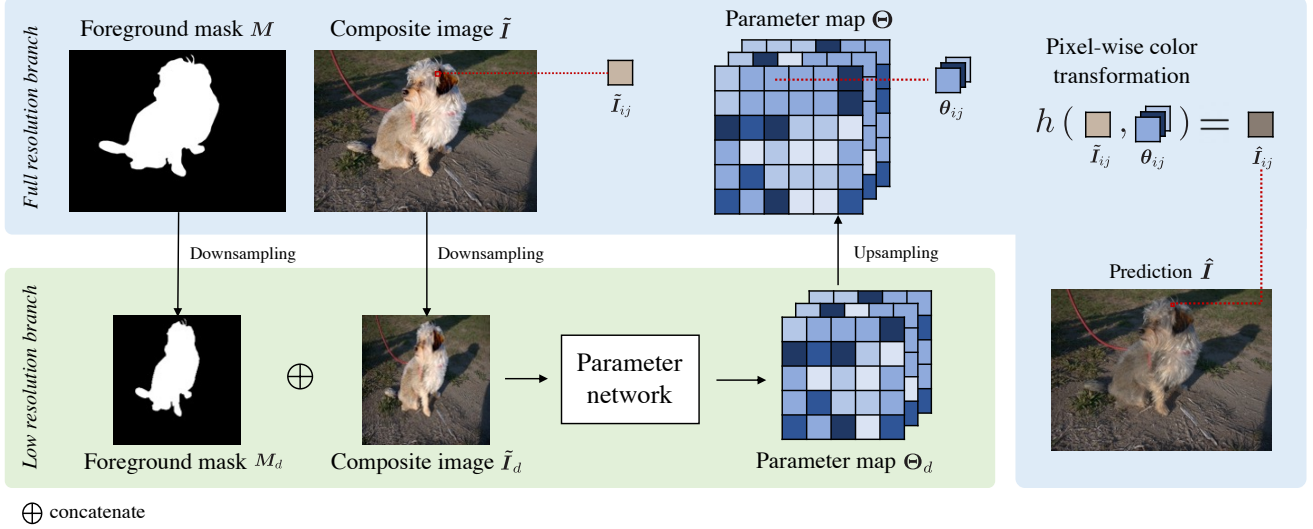 Full resolution branch
Foreground mask M
Composite image Ĩ
Ĩij
Parameter map Θ
θij
Pixel-wise color
transformation
h ( Ĩij , θij ) = Îij
Downsampling
Downsampling
Upsampling
Prediction Î
Low resolution branch
Parameter
network
Foreground mask Md
Composite image Ĩd
Parameter map Θd
⊕ concatenate